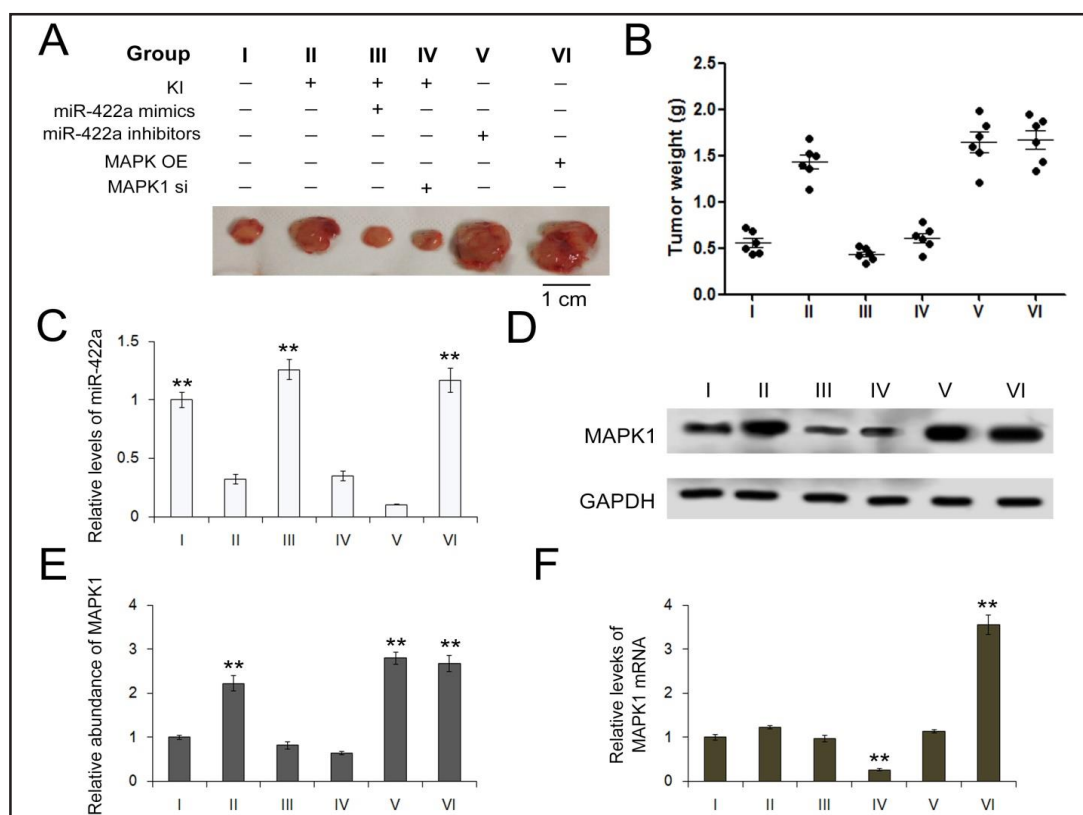 A
Group I II III IV V VI
KI – + + + – –
miR-422a mimics – – + – – –
miR-422a inhibitors – – – – + –
MAPK OE – – – – – +
MAPK1 si – – – + – –
1 cm
B
Tumor weight (g)
2.5
2.0
1.5
1.0
0.5
0.0
I II III IV V VI
C
Relative levels of miR-422a
1.5
1
0.5
0
** ** **
I II III IV V VI
D
I II III IV V VI
MAPK1
GAPDH
E
Relative abundance of MAPK1
4
3
2
1
0
** ** **
I II III IV V VI
F
Relative leveks of
MAPK1 mRNA
4
3
2
1
0
** **
I II III IV V VI